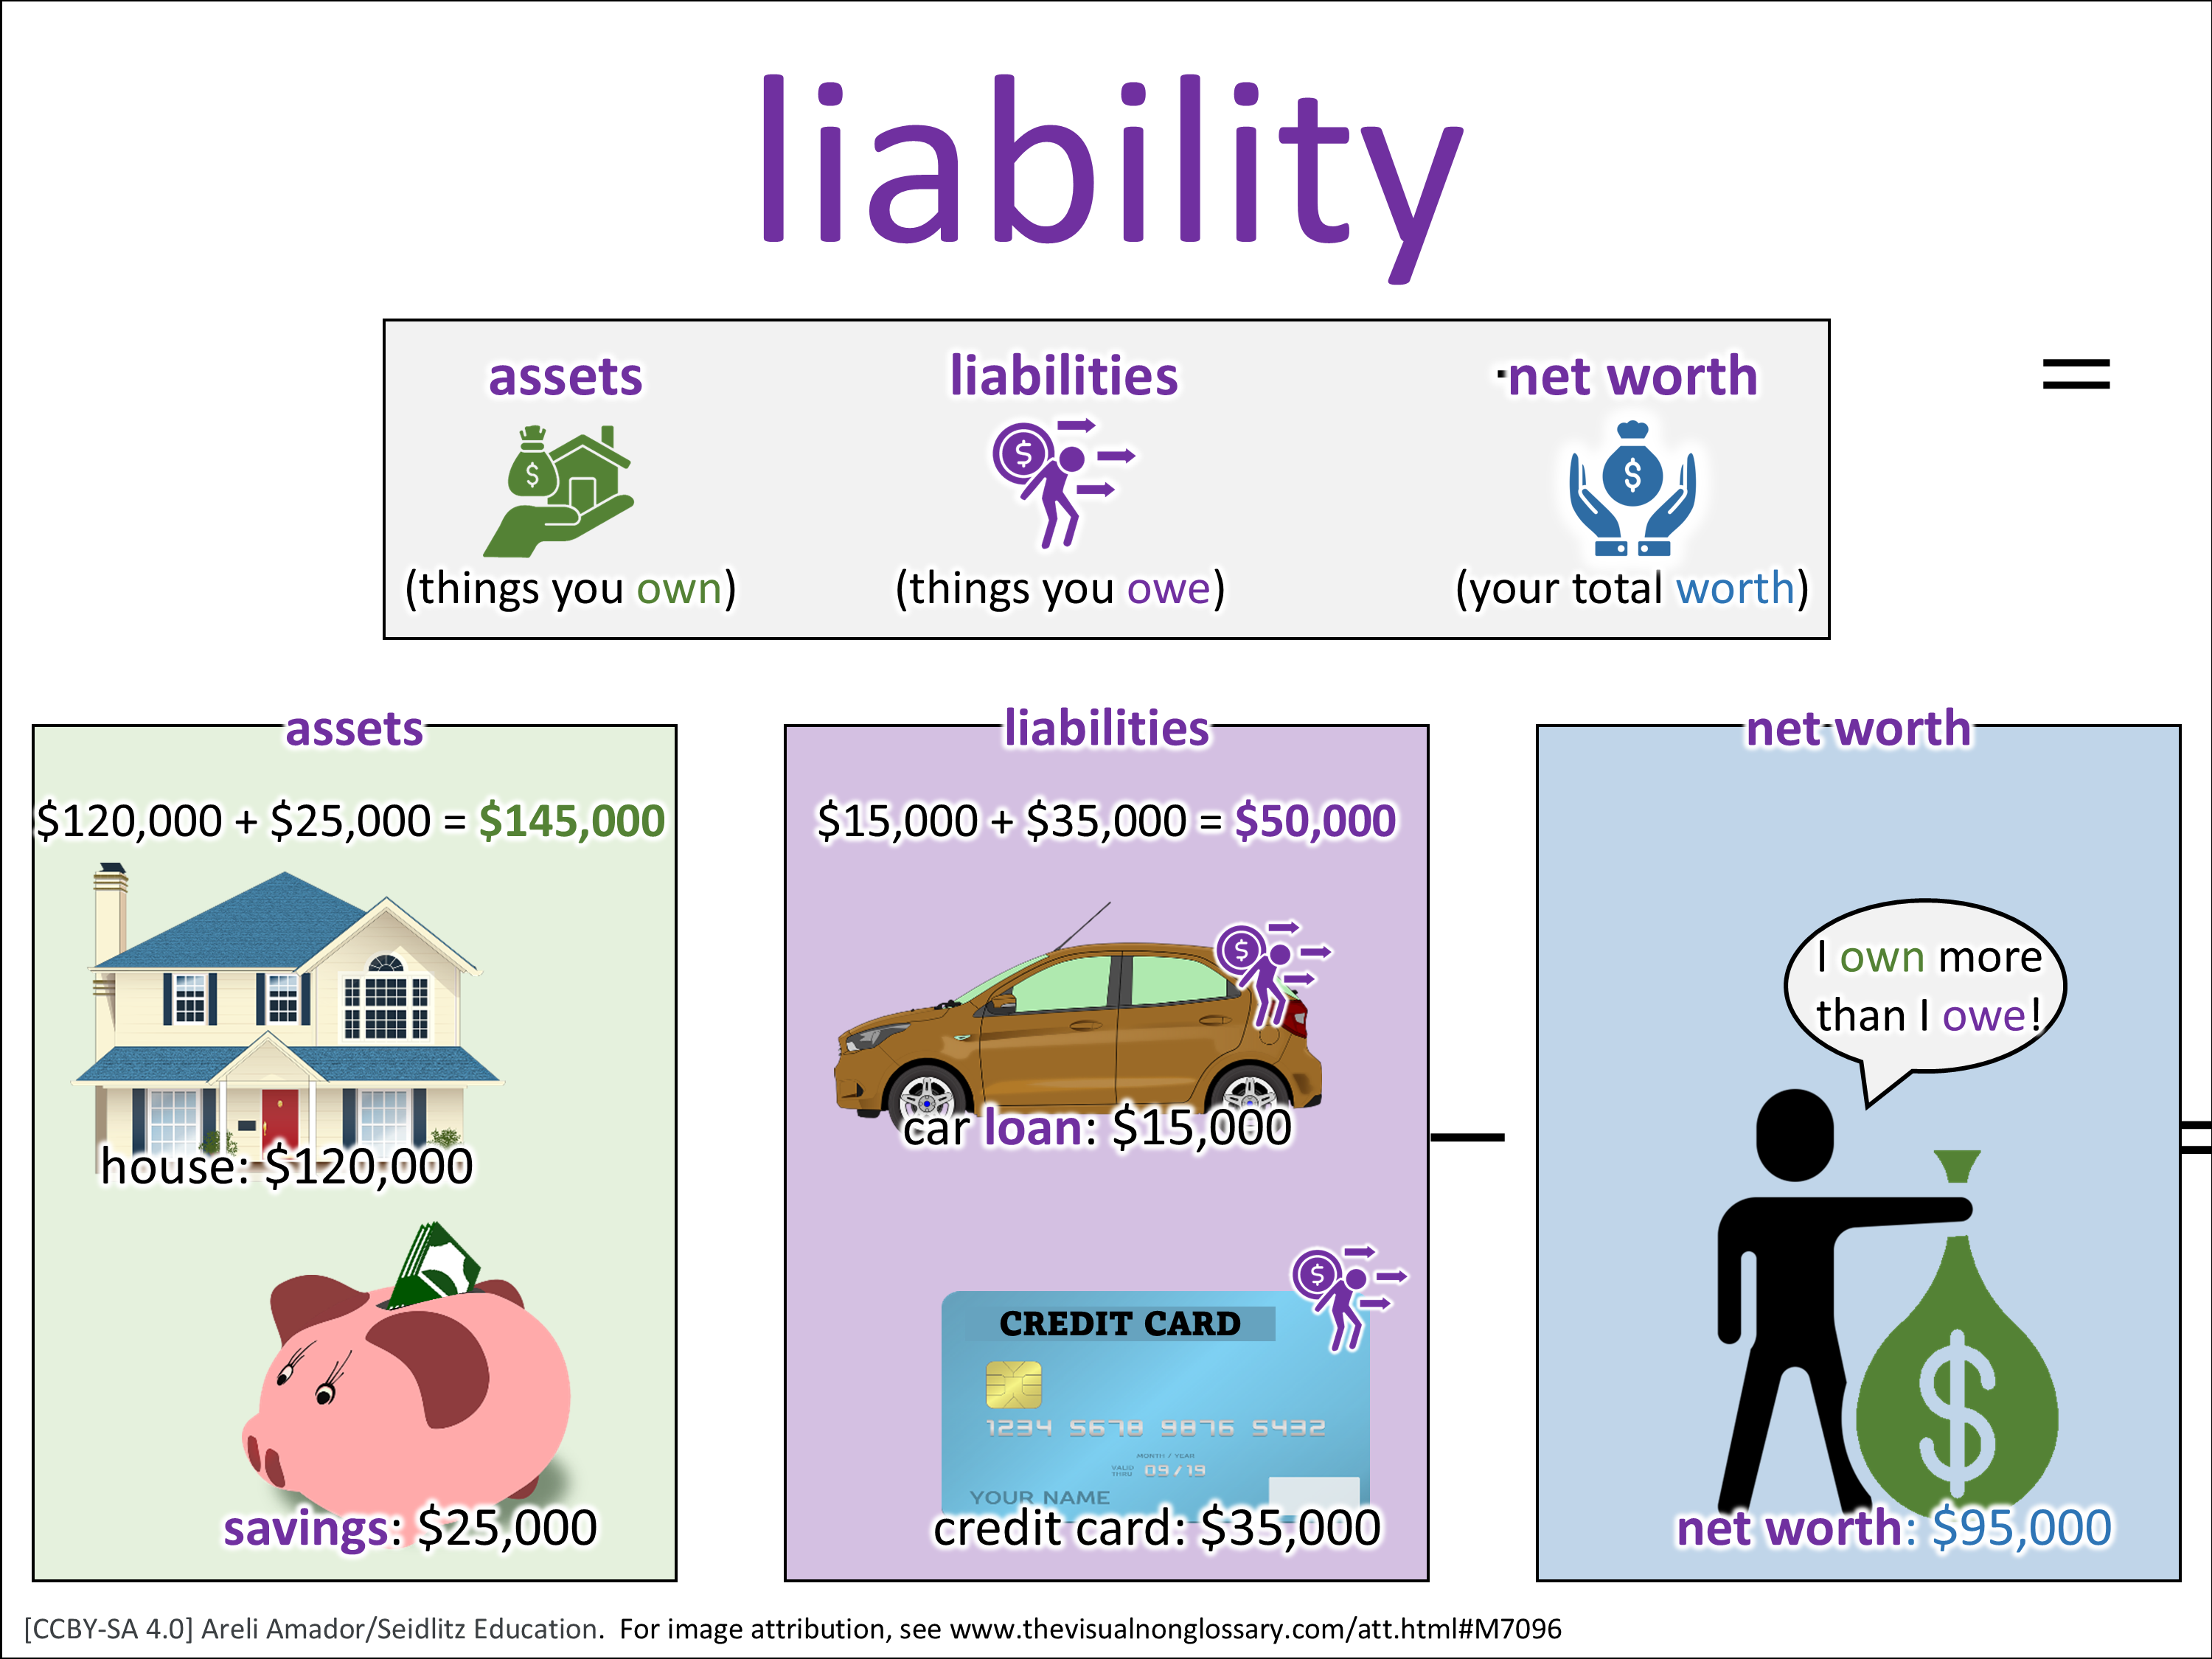 liability
assets liabilities net worth =
$ $ $
(things you own) (things you owe) (your total worth)
assets liabilities net worth
$120,000 + $25,000 = $145,000
$15,000 + $35,000 = $50,000
$
I own more
than I owe!
car loan: $15,000
—
=
house: $120,000
$
CREDIT CARD
1234 5678 9876 5432
MONTH / YEAR
VALID THRU 09/19
YOUR NAME
$
savings: $25,000
credit card: $35,000
net worth: $95,000
[CCBY-SA 4.0] Areli Amador/Seidlitz Education. For image attribution, see www.thevisualnonglossary.com/att.html#M7096